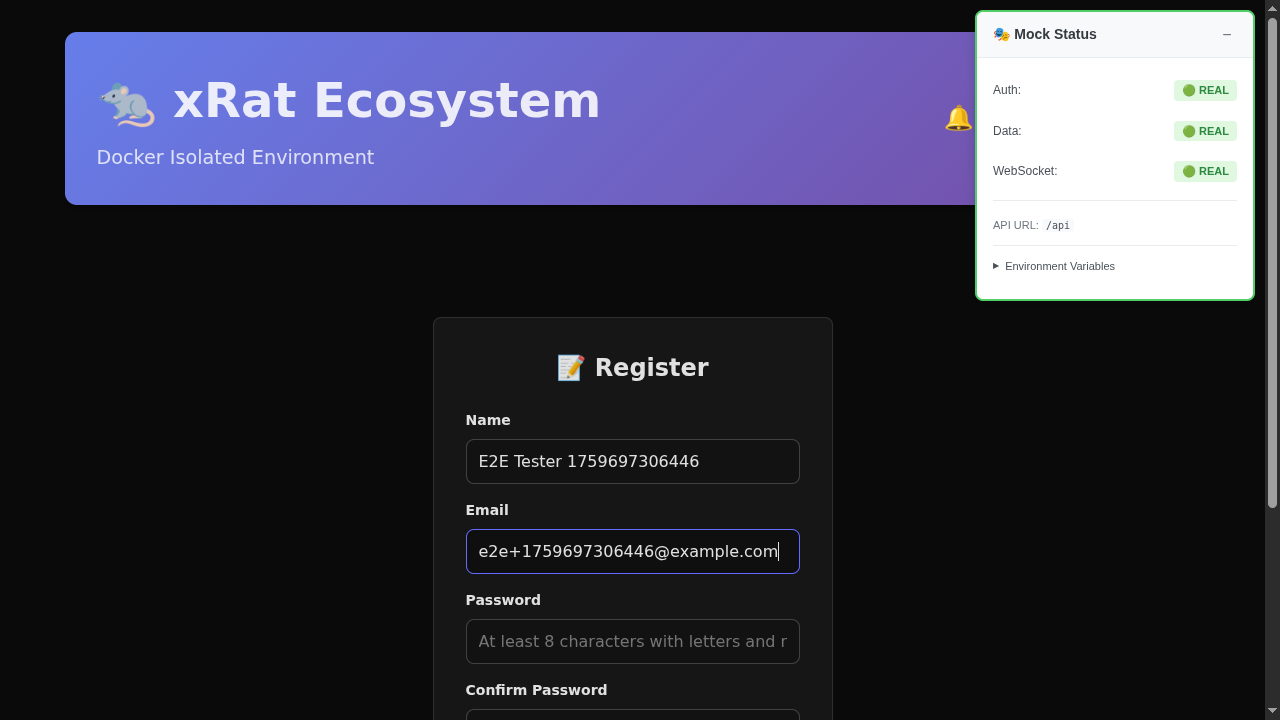 🐀 xRat Ecosystem
Docker Isolated Environment
🔔
🎭 Mock Status
−
Auth: 🟢 REAL
Data: 🟢 REAL
WebSocket: 🟢 REAL
API URL: /api
▶ Environment Variables
📝 Register
Name
E2E Tester 1759697306446
Email
e2e+1759697306446@example.com
Password
At least 8 characters with letters and
Confirm Password